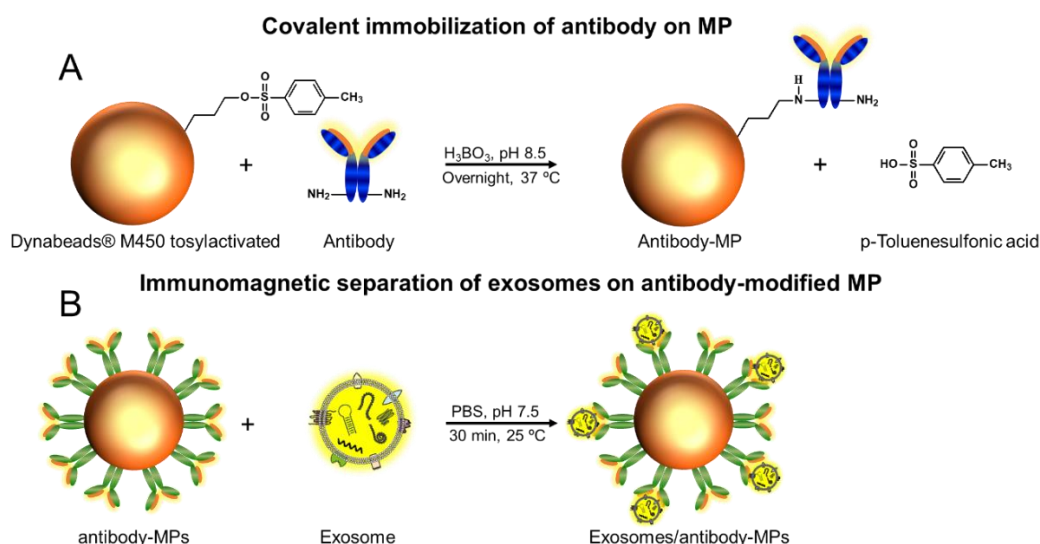 Covalent immobilization of antibody on MP
A
O
S
O
O
CH₃
+
NH₂
NH₂
H₃BO₃, pH 8.5
Overnight, 37 ºC
H
N
NH₂
+
O
HO
S
O
CH₃
Dynabeads® M450 tosylactivated
Antibody
Antibody-MP
p-Toluenesulfonic acid
Immunomagnetic separation of exosomes on antibody-modified MP
B
+
PBS, pH 7.5
30 min, 25 ºC
antibody-MPs
Exosome
Exosomes/antibody-MPs